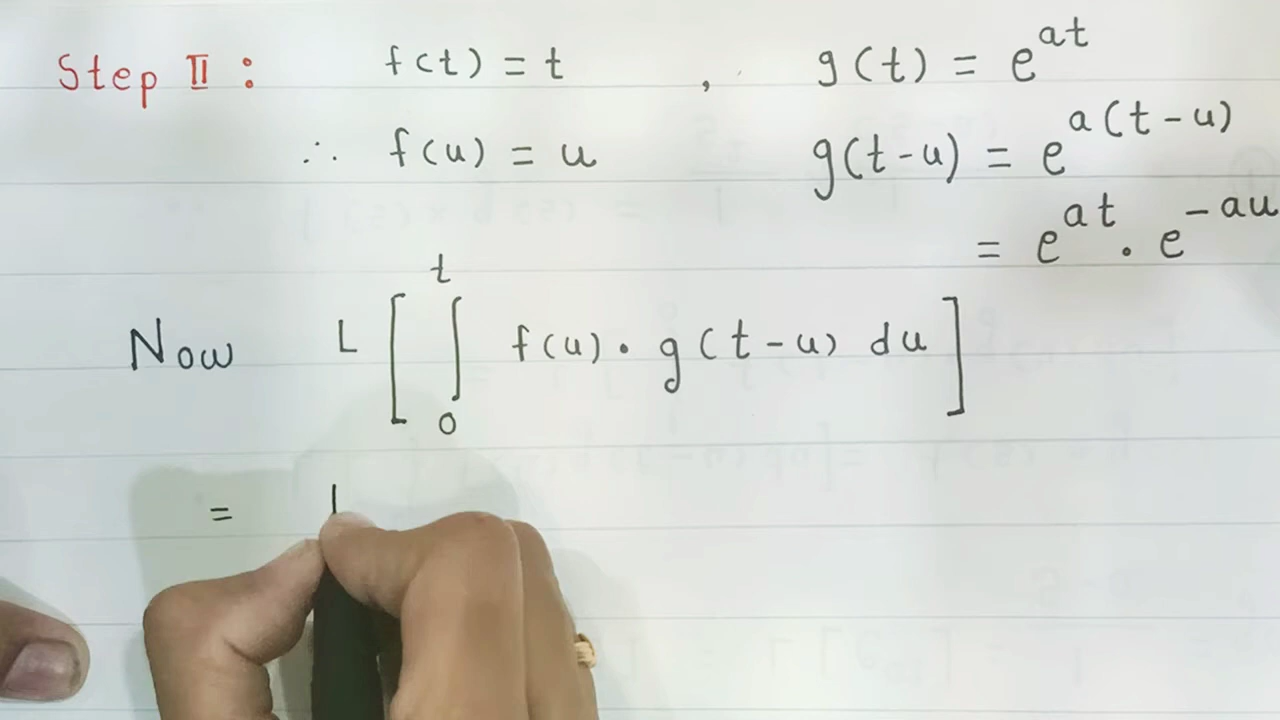 Step II : f(t) = t , g(t) = e^{at}
∴ f(u) = u g(t-u) = e^{a(t-u)}
= e^{at} . e^{-au}
Now L [ ∫_0^t f(u) . g(t-u) du ]
= L